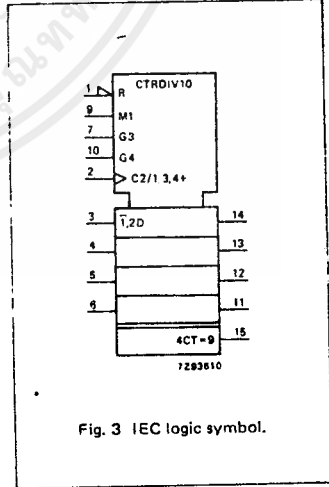 CTRDIV10
1 R
9 M1
7 G3
10 G4
2 C2/1 3,4+
3 1̅,2D 14
4 13
5 12
6 11
4CT=9 15
7Z93610
Fig. 3 IEC logic symbol.